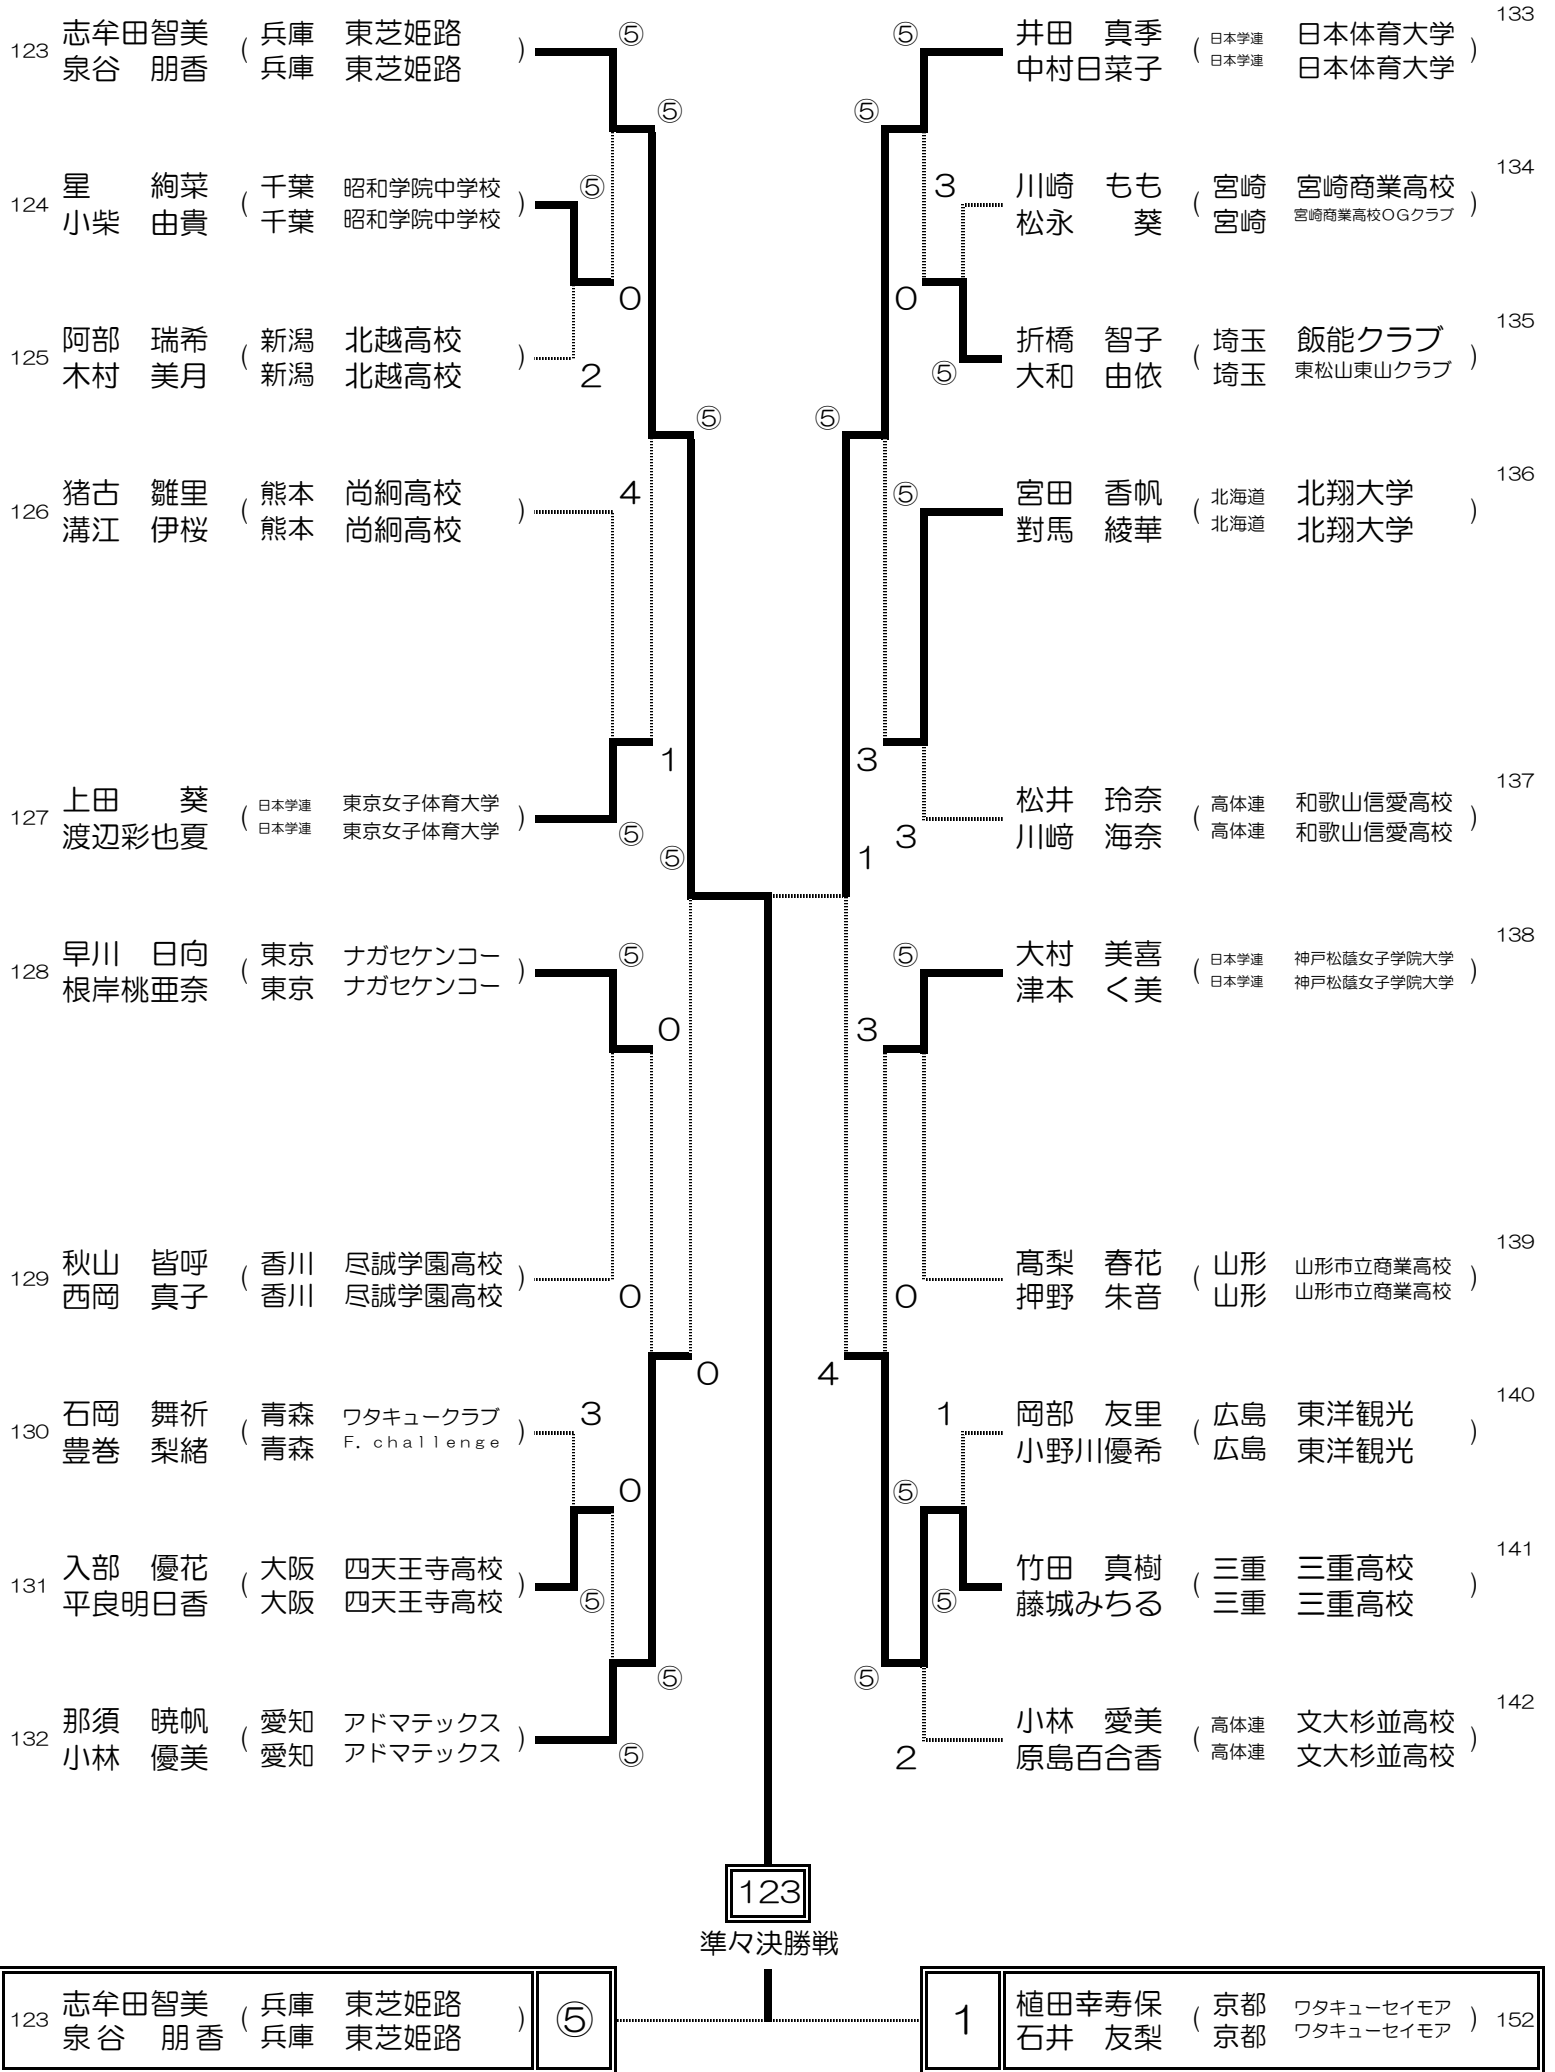 123 志牟田智美 ( 兵庫 東芝姫路 ) ⑤
泉谷 朋香 兵庫 東芝姫路
⑤
124 星 絢菜 ( 千葉 昭和学院中学校 ) ⑤
小柴 由貴 千葉 昭和学院中学校
0
125 阿部 瑞希 ( 新潟 北越高校 ) 2
木村 美月 新潟 北越高校
⑤
126 猪古 雛里 ( 熊本 尚絅高校 ) 4
溝江 伊桜 熊本 尚絅高校
1
127 上田 葵 ( 日本学連 東京女子体育大学 ) ⑤
渡辺彩也夏 日本学連 東京女子体育大学
⑤
128 早川 日向 ( 東京 ナガセケンコー ) ⑤
根岸桃亜奈 東京 ナガセケンコー
0
129 秋山 皆呼 ( 香川 尽誠学園高校 ) 0
西岡 真子 香川 尽誠学園高校
0
130 石岡 舞祈 ( 青森 ワタキュークラブ ) 3
豊巻 梨緒 青森 F. challenge
0
131 入部 優花 ( 大阪 四天王寺高校 ) ⑤
平良明日香 大阪 四天王寺高校
⑤
132 那須 暁帆 ( 愛知 アドマテックス ) ⑤
小林 優美 愛知 アドマテックス
⑤ 井田 真季 ( 日本学連 日本体育大学 ) 133
中村日菜子 日本学連 日本体育大学
⑤
3 川崎 もも ( 宮崎 宮崎商業高校 ) 134
松永 葵 宮崎 宮崎商業高校OGクラブ
0
⑤ 折橋 智子 ( 埼玉 飯能クラブ ) 135
大和 由依 埼玉 東松山東山クラブ
⑤
⑤ 宮田 香帆 ( 北海道 北翔大学 ) 136
對馬 綾華 北海道 北翔大学
3
3 松井 玲奈 ( 高体連 和歌山信愛高校 ) 137
川﨑 海奈 高体連 和歌山信愛高校
1
⑤ 大村 美喜 ( 日本学連 神戸松蔭女子学院大学 ) 138
津本 く美 日本学連 神戸松蔭女子学院大学
3
0 髙梨 春花 ( 山形 山形市立商業高校 ) 139
押野 朱音 山形 山形市立商業高校
4
1 岡部 友里 ( 広島 東洋観光 ) 140
小野川優希 広島 東洋観光
⑤
⑤ 竹田 真樹 ( 三重 三重高校 ) 141
藤城みちる 三重 三重高校
⑤
2 小林 愛美 ( 高体連 文大杉並高校 ) 142
原島百合香 高体連 文大杉並高校
123
準々決勝戦
123 志牟田智美 ( 兵庫 東芝姫路 ) ⑤
泉谷 朋香 兵庫 東芝姫路
1 植田幸寿保 ( 京都 ワタキューセイモア ) 152
石井 友梨 京都 ワタキューセイモア